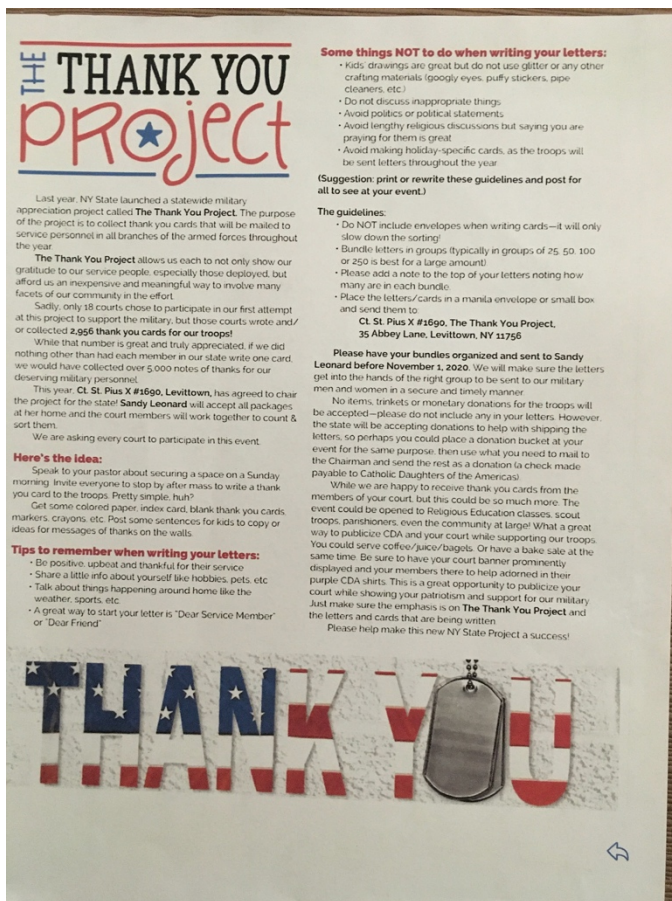 THE THANK YOU
PROJECT
Last year, NY State launched a statewide military
appreciation project called The Thank You Project. The purpose
of the project is to collect thank you cards that will be mailed to
service personnel in all branches of the armed forces throughout
the year.
The Thank You Project allows us each to not only show our
gratitude to our service people, especially those deployed, but
afford us an inexpensive and meaningful way to involve many
facets of our community in the effort.
Sadly, only 18 courts chose to participate in our first attempt
at this project to support the military, but those courts wrote and/
or collected 2,956 thank you cards for our troops!
While that number is great and truly appreciated, if we did
nothing other than had each member in our state write one card,
we would have collected over 5,000 notes of thanks for our
deserving military personnel.
This year, Ct. St. Pius X #1690, Levittown, has agreed to chair
the project for the state! Sandy Leonard will accept all packages
at her home and the court members will work together to count &
sort them.
We are asking every court to participate in this event.
Here's the idea:
Speak to your pastor about securing a space on a Sunday
morning. Invite everyone to stop by after mass to write a thank
you card to the troops. Pretty simple, huh?
Get some colored paper, index card, blank thank you cards,
markers, crayons, etc. Post some sentences for kids to copy or
ideas for messages of thanks on the walls.
Tips to remember when writing your letters:
• Be positive, upbeat and thankful for their service
• Share a little info about yourself like hobbies, pets, etc
• Talk about things happening around home like the
weather, sports, etc.
• A great way to start your letter is "Dear Service Member"
or "Dear Friend"
Some things NOT to do when writing your letters:
• Kids' drawings are great but do not use glitter or any other
crafting materials (googly eyes, puffy stickers, pipe
cleaners, etc.)
• Do not discuss inappropriate things
• Avoid politics or political statements
• Avoid lengthy religious discussions but saying you are
praying for them is great
• Avoid making holiday-specific cards, as the troops will
be sent letters throughout the year
(Suggestion: print or rewrite these guidelines and post for
all to see at your event.)
The guidelines:
• Do NOT include envelopes when writing cards—it will only
slow down the sorting!
• Bundle letters in groups (typically in groups of 25, 50, 100
or 250 is best for a large amount)
• Please add a note to the top of your letters noting how
many are in each bundle.
• Place the letters/cards in a manila envelope or small box
and send them to:
Ct. St. Pius X #1690, The Thank You Project,
35 Abbey Lane, Levittown, NY 11756
Please have your bundles organized and sent to Sandy
Leonard before November 1, 2020. We will make sure the letters
get into the hands of the right group to be sent to our military
men and women in a secure and timely manner.
No items, trinkets or monetary donations for the troops will
be accepted—please do not include any in your letters. However,
the state will be accepting donations to help with shipping the
letters, so perhaps you could place a donation bucket at your
event for the same purpose, then use what you need to mail to
the Chairman and send the rest as a donation (a check made
payable to Catholic Daughters of the Americas).
While we are happy to receive thank you cards from the
members of your court, but this could be so much more. The
event could be opened to Religious Education classes, scout
troops, parishioners, even the community at large! What a great
way to publicize CDA and your court while supporting our troops.
You could serve coffee/juice/bagels. Or have a bake sale at the
same time. Be sure to have your court banner prominently
displayed and your members there to help adorned in their
purple CDA shirts. This is a great opportunity to publicize your
court while showing your patriotism and support for our military.
Just make sure the emphasis is on The Thank You Project and
the letters and cards that are being written.
Please help make this new NY State Project a success!
THANK YOU